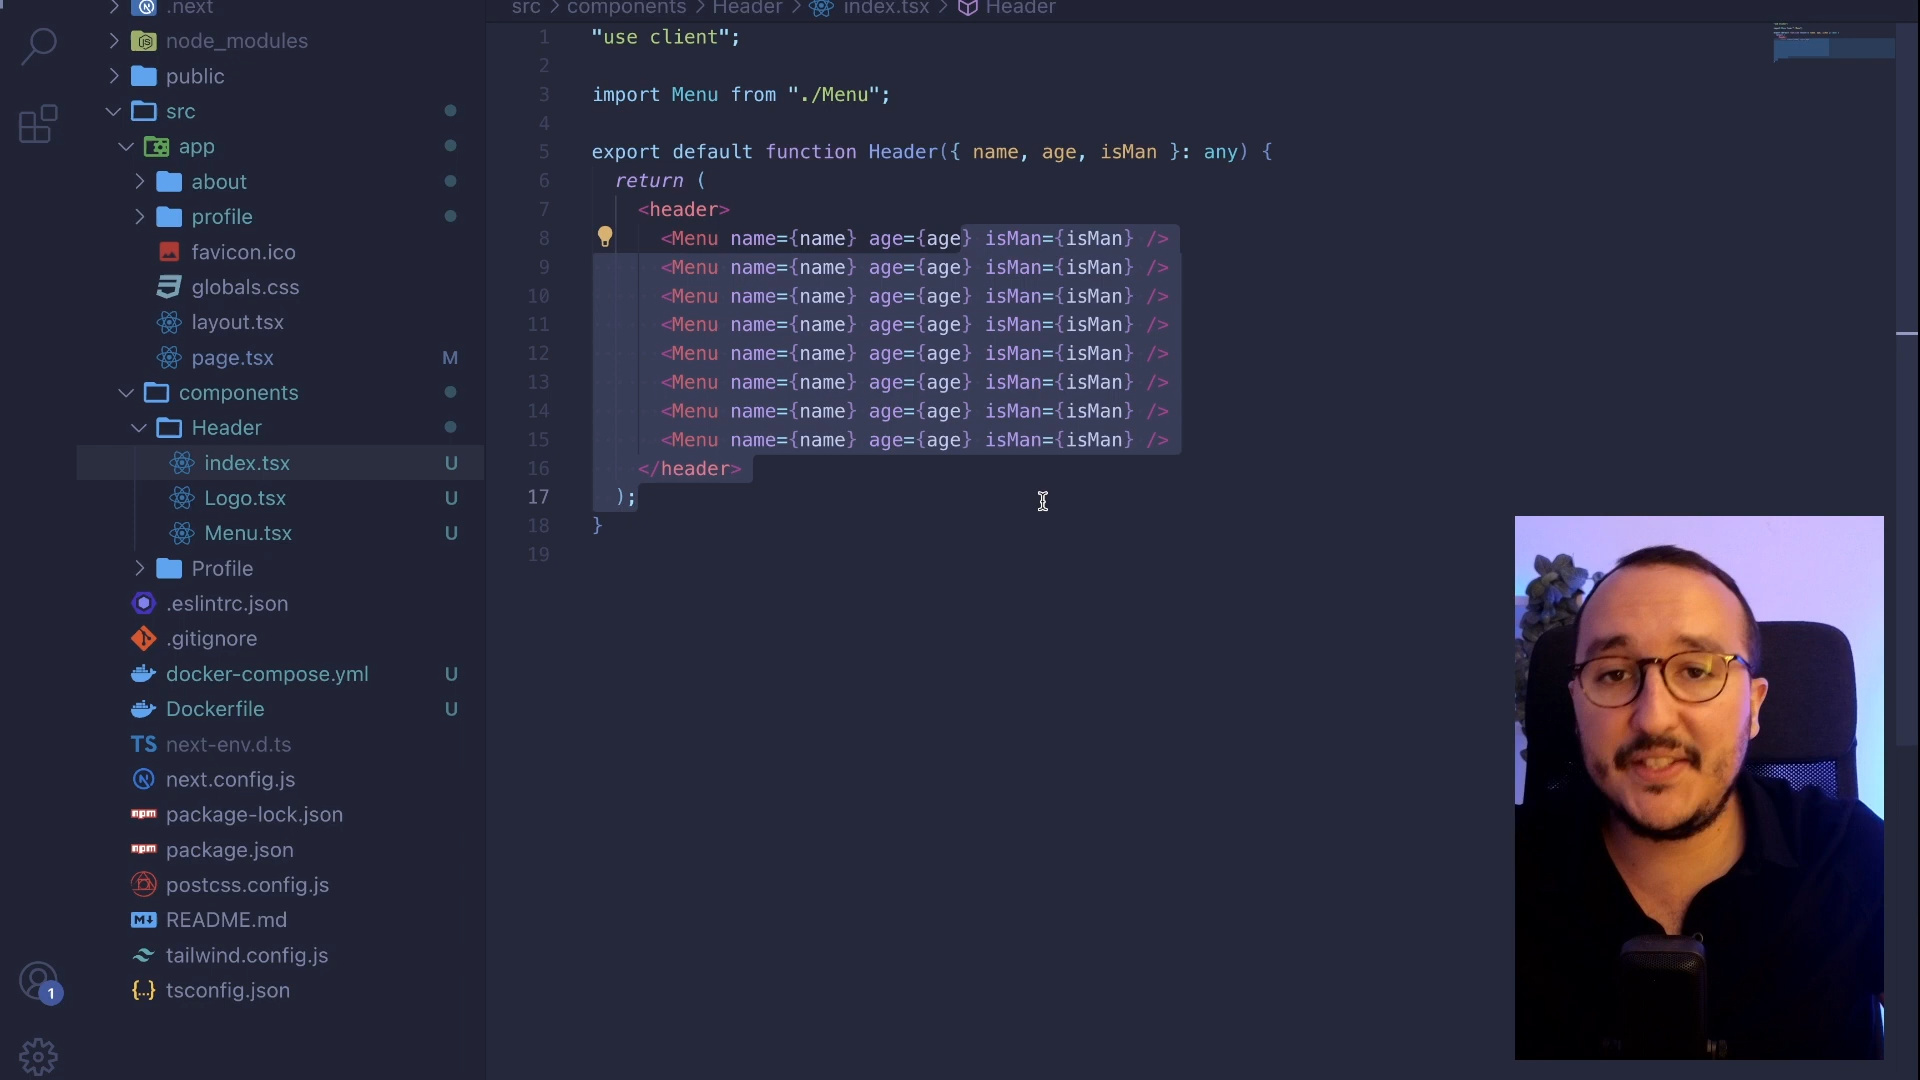 .next
node_modules
public
src
app
about
profile
favicon.ico
globals.css
layout.tsx
page.tsx M
components
Header
index.tsx U
Logo.tsx U
Menu.tsx U
Profile
.eslintrc.json
.gitignore
docker-compose.yml U
Dockerfile U
TS next-env.d.ts
next.config.js
npm package-lock.json
npm package.json
postcss.config.js
M↓ README.md
tailwind.config.js
{..} tsconfig.json
1
src > components > Header > index.tsx > Header
1 "use client";
2
3 import Menu from "./Menu";
4
5 export default function Header({ name, age, isMan }: any) {
6 return (
7 <header>
8 <Menu name={name} age={age} isMan={isMan} />
9 <Menu name={name} age={age} isMan={isMan} />
10 <Menu name={name} age={age} isMan={isMan} />
11 <Menu name={name} age={age} isMan={isMan} />
12 <Menu name={name} age={age} isMan={isMan} />
13 <Menu name={name} age={age} isMan={isMan} />
14 <Menu name={name} age={age} isMan={isMan} />
15 <Menu name={name} age={age} isMan={isMan} />
16 </header>
17 );
18 }
19